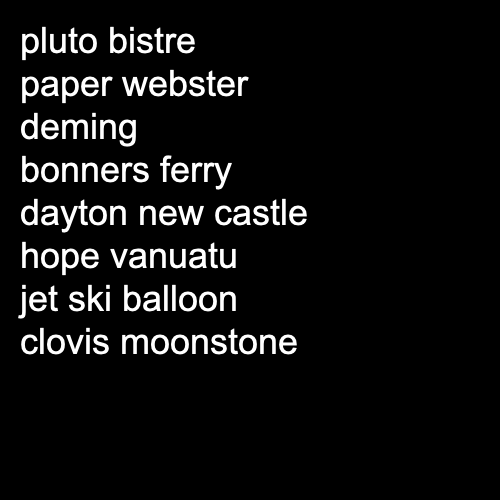 pluto bistre
paper webster
deming
bonners ferry
dayton new castle
hope vanuatu
jet ski balloon
clovis moonstone